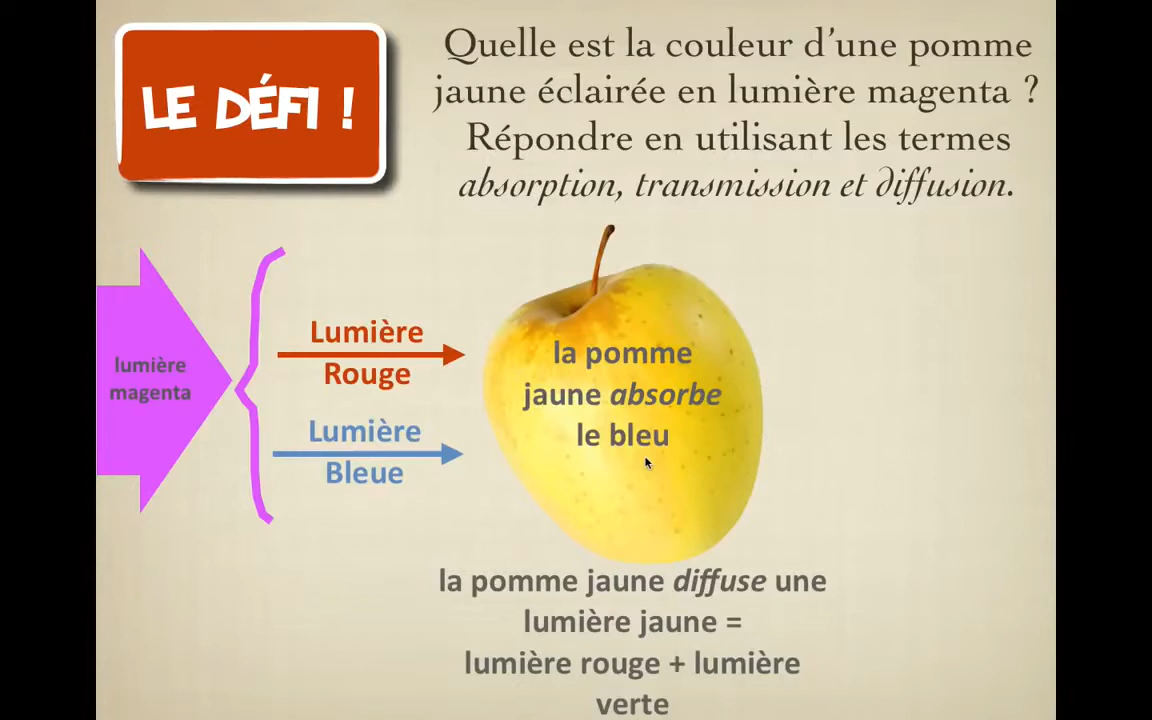 LE DÉFI !
Quelle est la couleur d'une pomme
jaune éclairée en lumière magenta ?
Répondre en utilisant les termes
absorption, transmission et diffusion.
lumière
magenta
Lumière
Rouge
Lumière
Bleue
la pomme
jaune absorbe
le bleu
la pomme jaune diffuse une
lumière jaune =
lumière rouge + lumière
verte